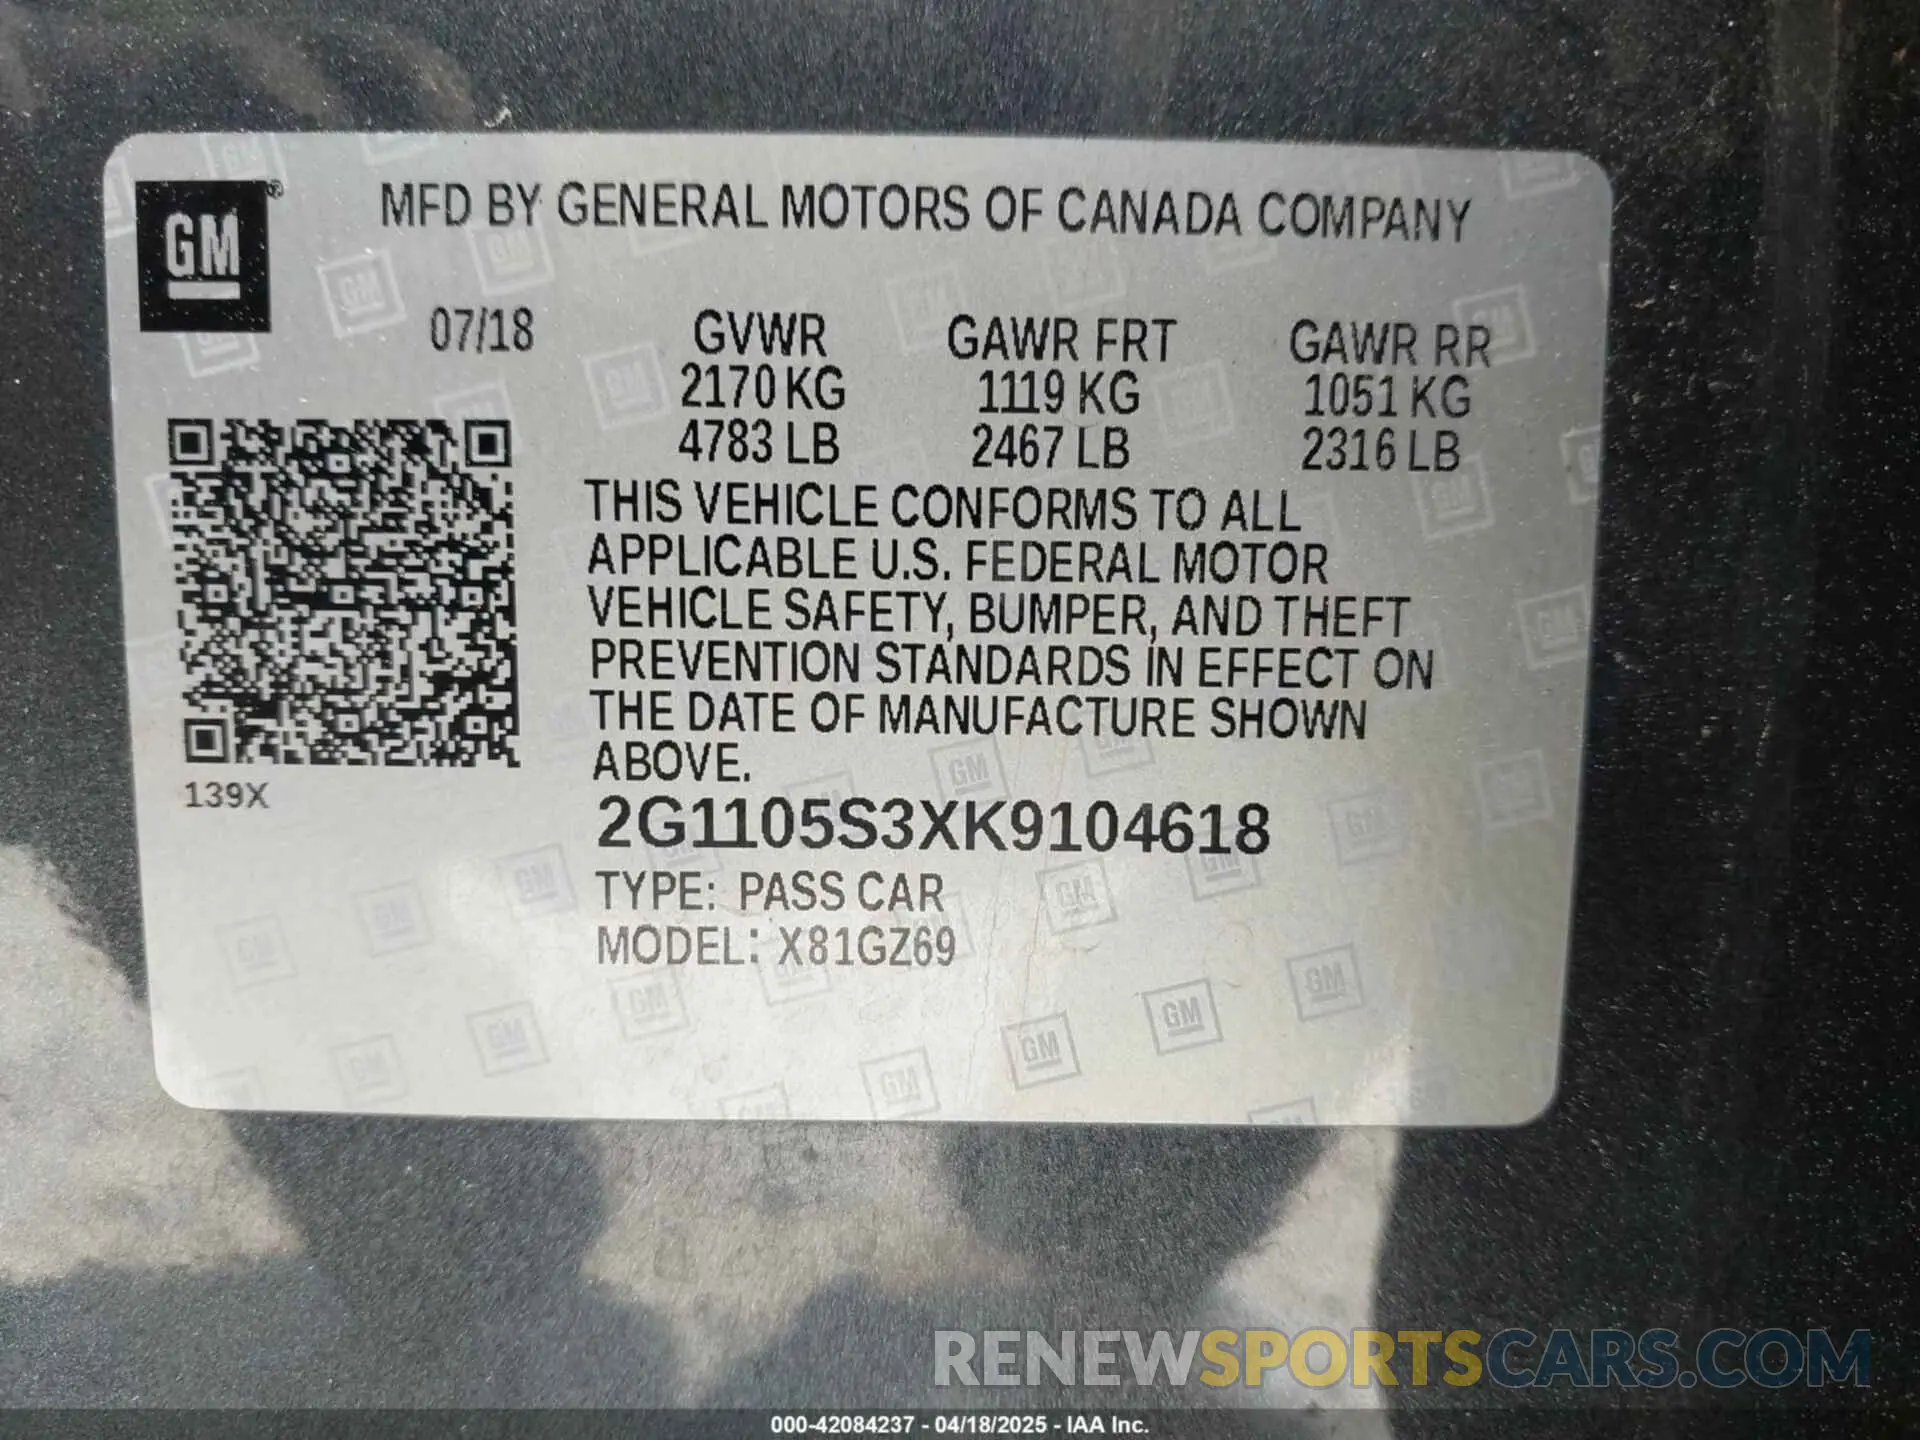 GM®
MFD BY GENERAL MOTORS OF CANADA COMPANY
07/18 GVWR GAWR FRT GAWR RR
2170 KG 1119 KG 1051 KG
4783 LB 2467 LB 2316 LB
THIS VEHICLE CONFORMS TO ALL
APPLICABLE U.S. FEDERAL MOTOR
VEHICLE SAFETY, BUMPER, AND THEFT
PREVENTION STANDARDS IN EFFECT ON
THE DATE OF MANUFACTURE SHOWN
ABOVE.
139X
2G1105S3XK9104618
TYPE: PASS CAR
MODEL: X81GZ69
RENEWSPORTSCARS.COM
000-42084237 - 04/18/2025 - IAA Inc.